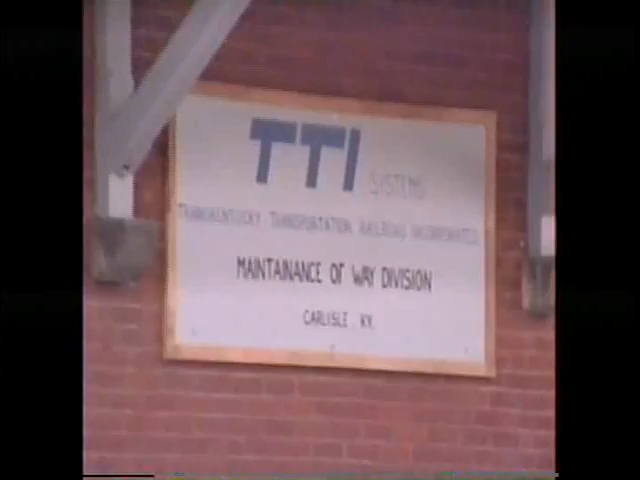 TTI SYSTEMS
TRANSKENTUCKY TRANSPORTATION RAILROAD INCORPORATED
MAINTAINANCE OF WAY DIVISION
CARLISLE KY.